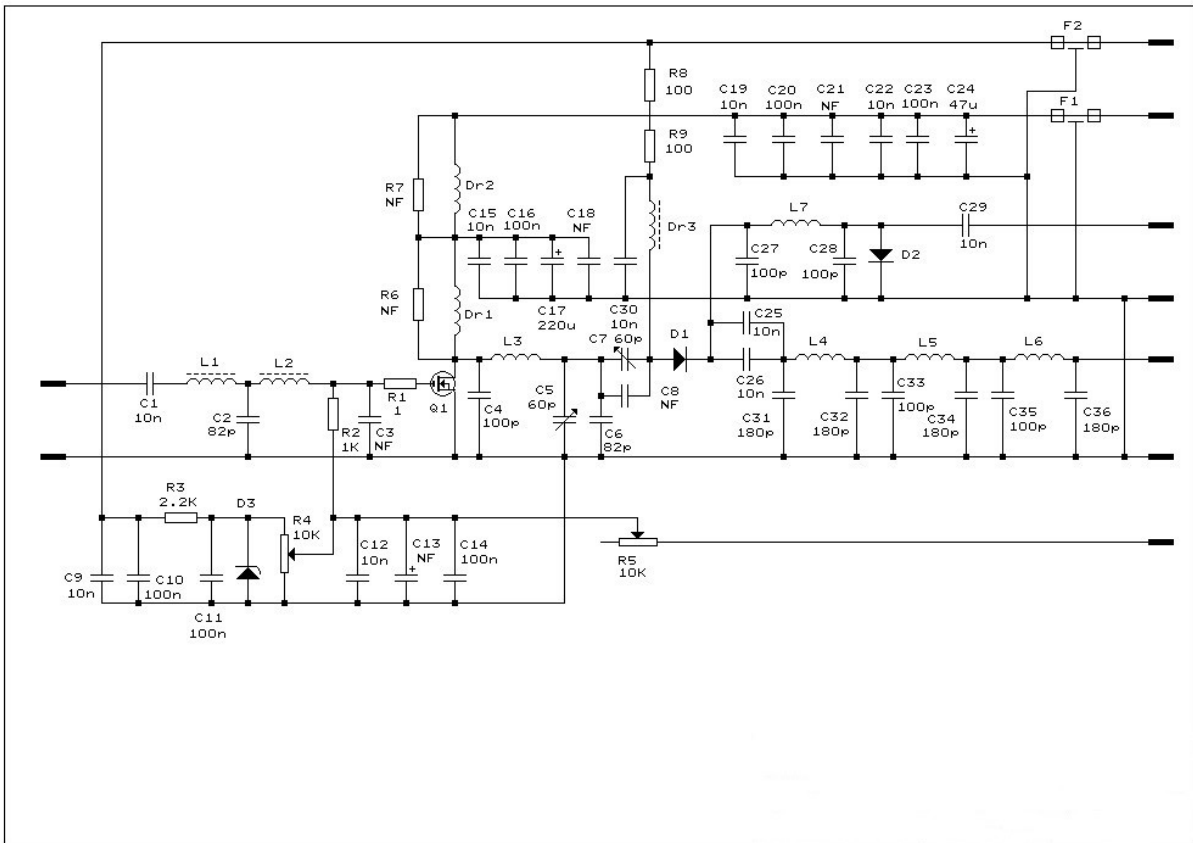 F2
R8
100
C19
10n
C20
100n
C21
NF
C22
10n
C23
100n
C24
47u
F1
R9
100
R7
NF
Dr2
C15
10n
C16
100n
C18
NF
Dr3
L7
C29
10n
C27
100p
C28
100p
D2
R6
NF
Dr1
C17
220u
C30
10n
C25
10n
C7
60p
D1
L3
L4
L5
L6
L1
L2
C1
10n
C2
82p
R2
1K
C3
NF
R1
1
Q1
C4
100p
C5
60p
C6
82p
C8
NF
C26
10n
C31
180p
C32
180p
C33
100p
C34
180p
C35
100p
C36
180p
R3
2.2K
D3
R4
10K
C9
10n
C10
100n
C11
100n
C12
10n
C13
NF
C14
100n
R5
10K